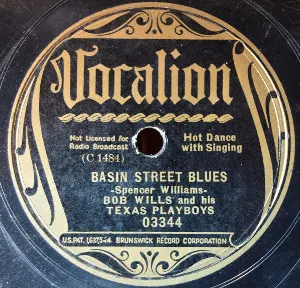 Vocalion
Not Licensed for
Radio Broadcast
(C 1484)
Hot Dance
with Singing
BASIN STREET BLUES
-Spencer Williams-
BOB WILLS and his
TEXAS PLAYBOYS
03344
U.S. PAT. 1637544 BRUNSWICK RECORD CORPORATION